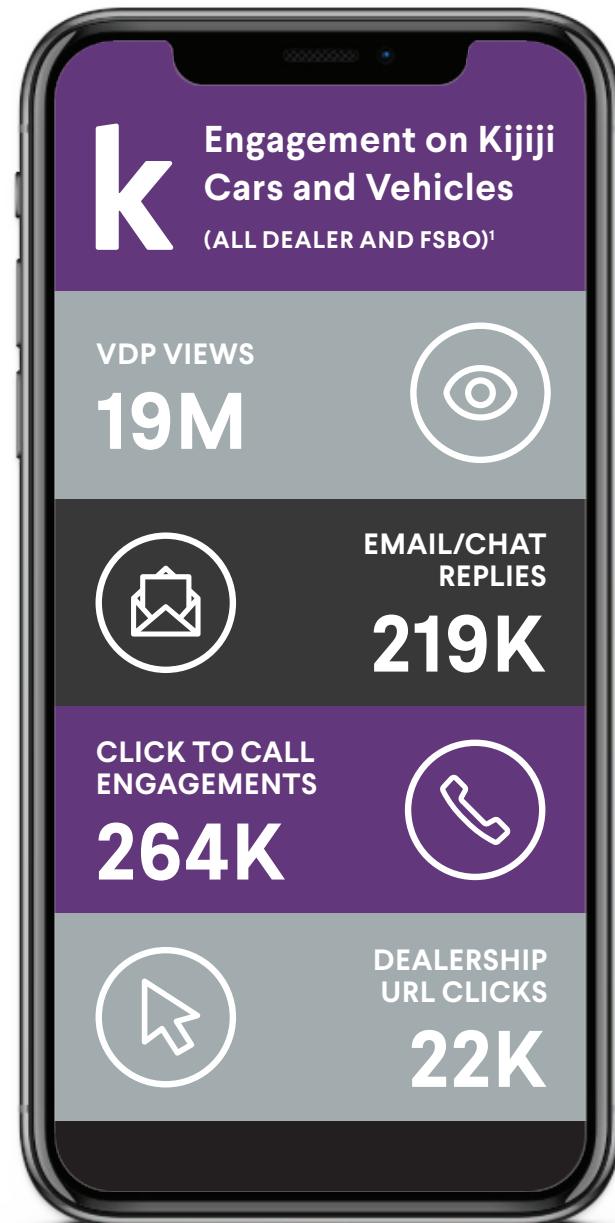 k
Engagement on Kijiji
Cars and Vehicles
(ALL DEALER AND FSBO)¹
VDP VIEWS
19M
EMAIL/CHAT
REPLIES
219K
CLICK TO CALL
ENGAGEMENTS
264K
DEALERSHIP
URL CLICKS
22K